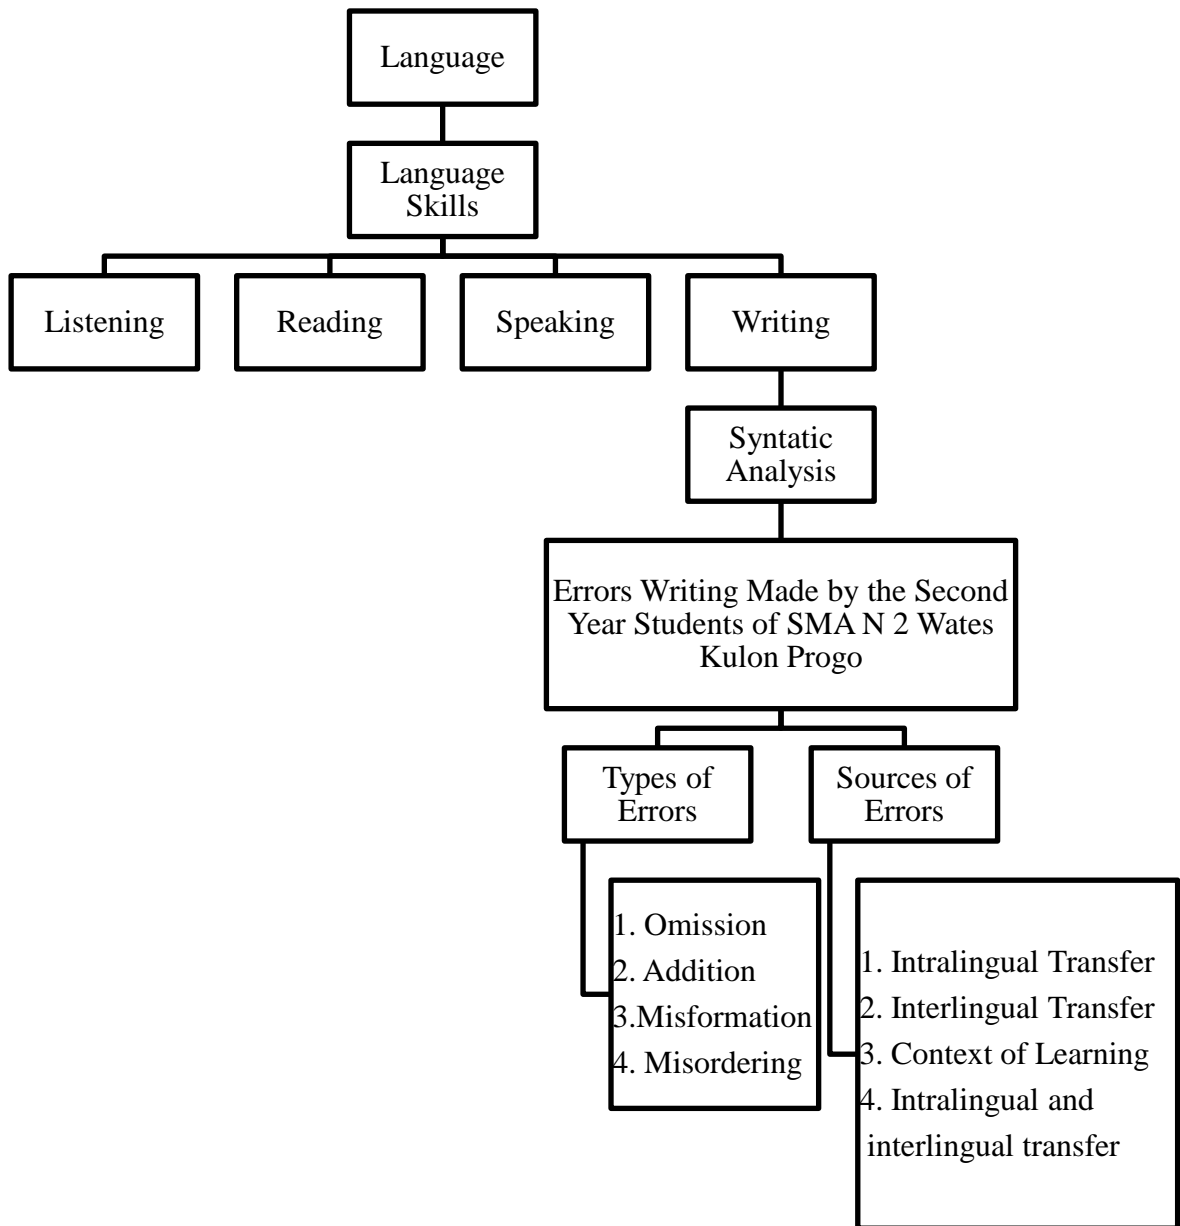 Language
Language
Skills
Listening
Reading
Speaking
Writing
Syntatic
Analysis
Errors Writing Made by the Second
Year Students of SMA N 2 Wates
Kulon Progo
Types of
Errors
Sources of
Errors
1. Omission
2. Addition
3.Misformation
4. Misordering
1. Intralingual Transfer
2. Interlingual Transfer
3. Context of Learning
4. Intralingual and
interlingual transfer